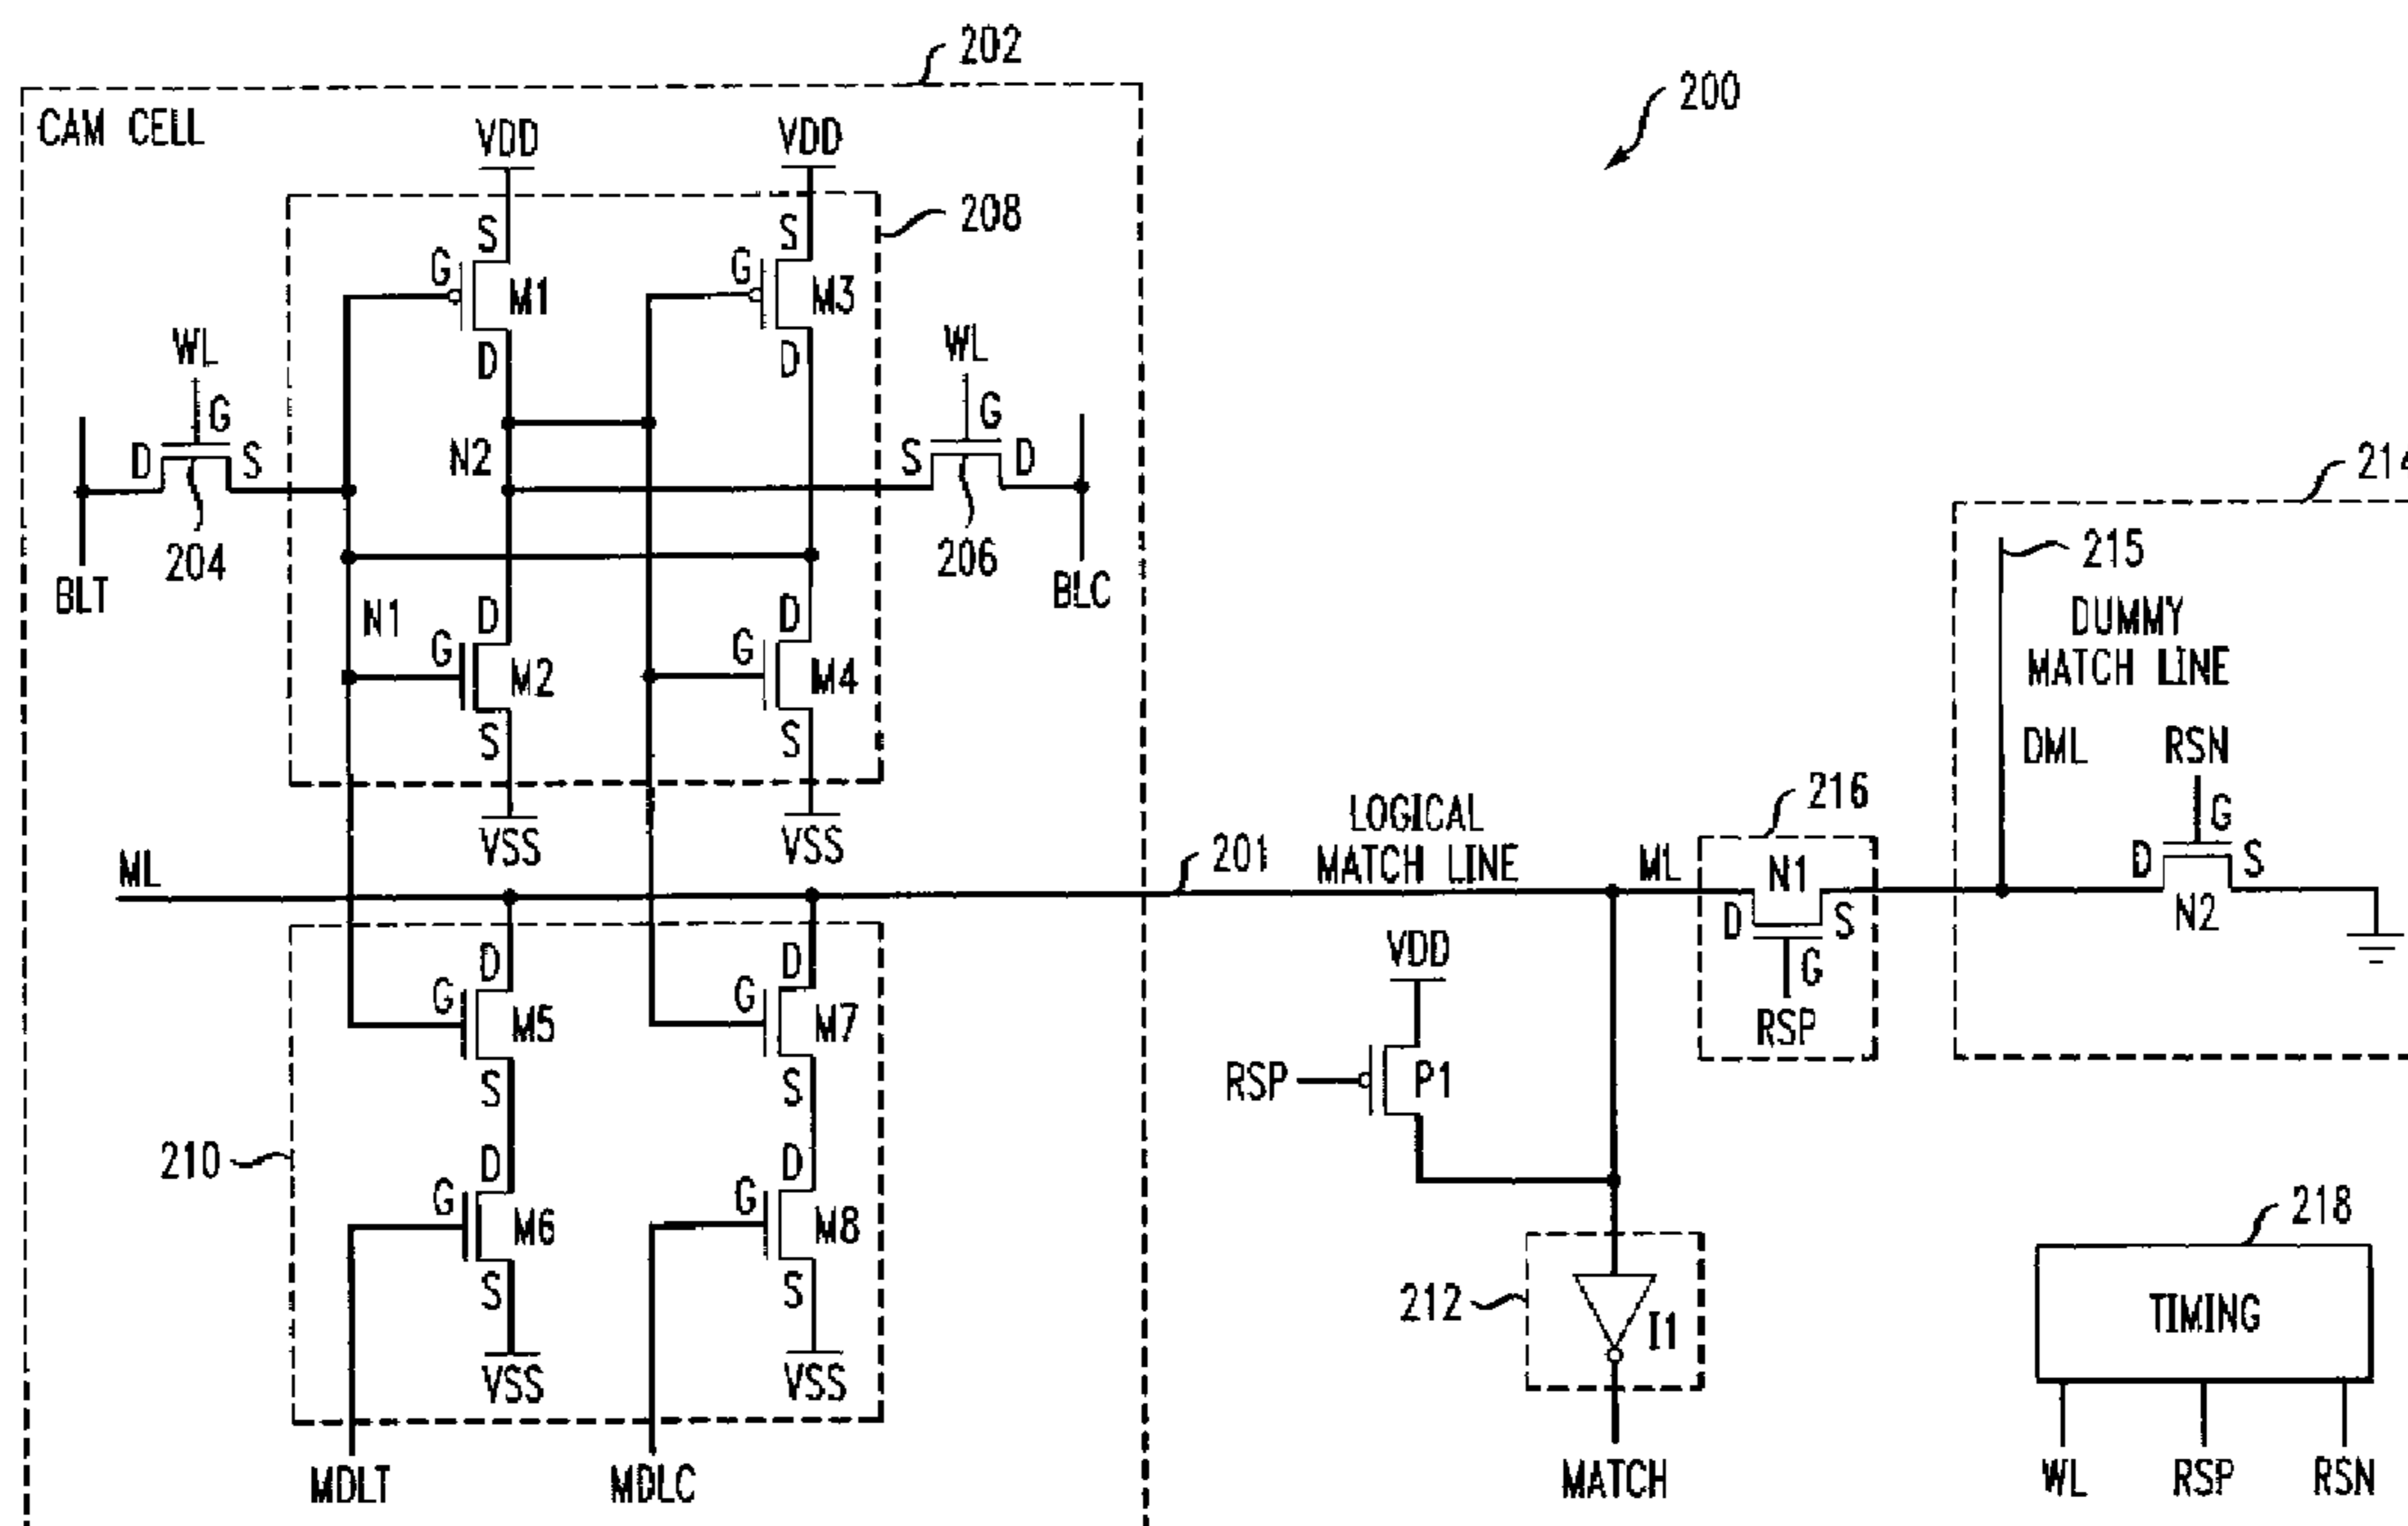 202
200
CAM CELL
VDD
VDD
208
S
S
G
M1
G
M3
D
D
WL
WL
G
G
D
S
N2
S
D
204
206
BLT
BLC
214
215
DUMMY
MATCH LINE
N1
D
D
G
M2
G
M4
S
S
DML
RSN
G
D
S
N2
VSS
VSS
216
LOGICAL
MATCH LINE
ML
201
ML
N1
D
S
G
RSP
D
D
G
M5
G
M7
S
S
VDD
RSP
P1
210
D
D
G
M6
G
M8
S
S
VSS
VSS
212
I1
218
TIMING
MDLT
MDLC
MATCH
WL
RSP
RSN